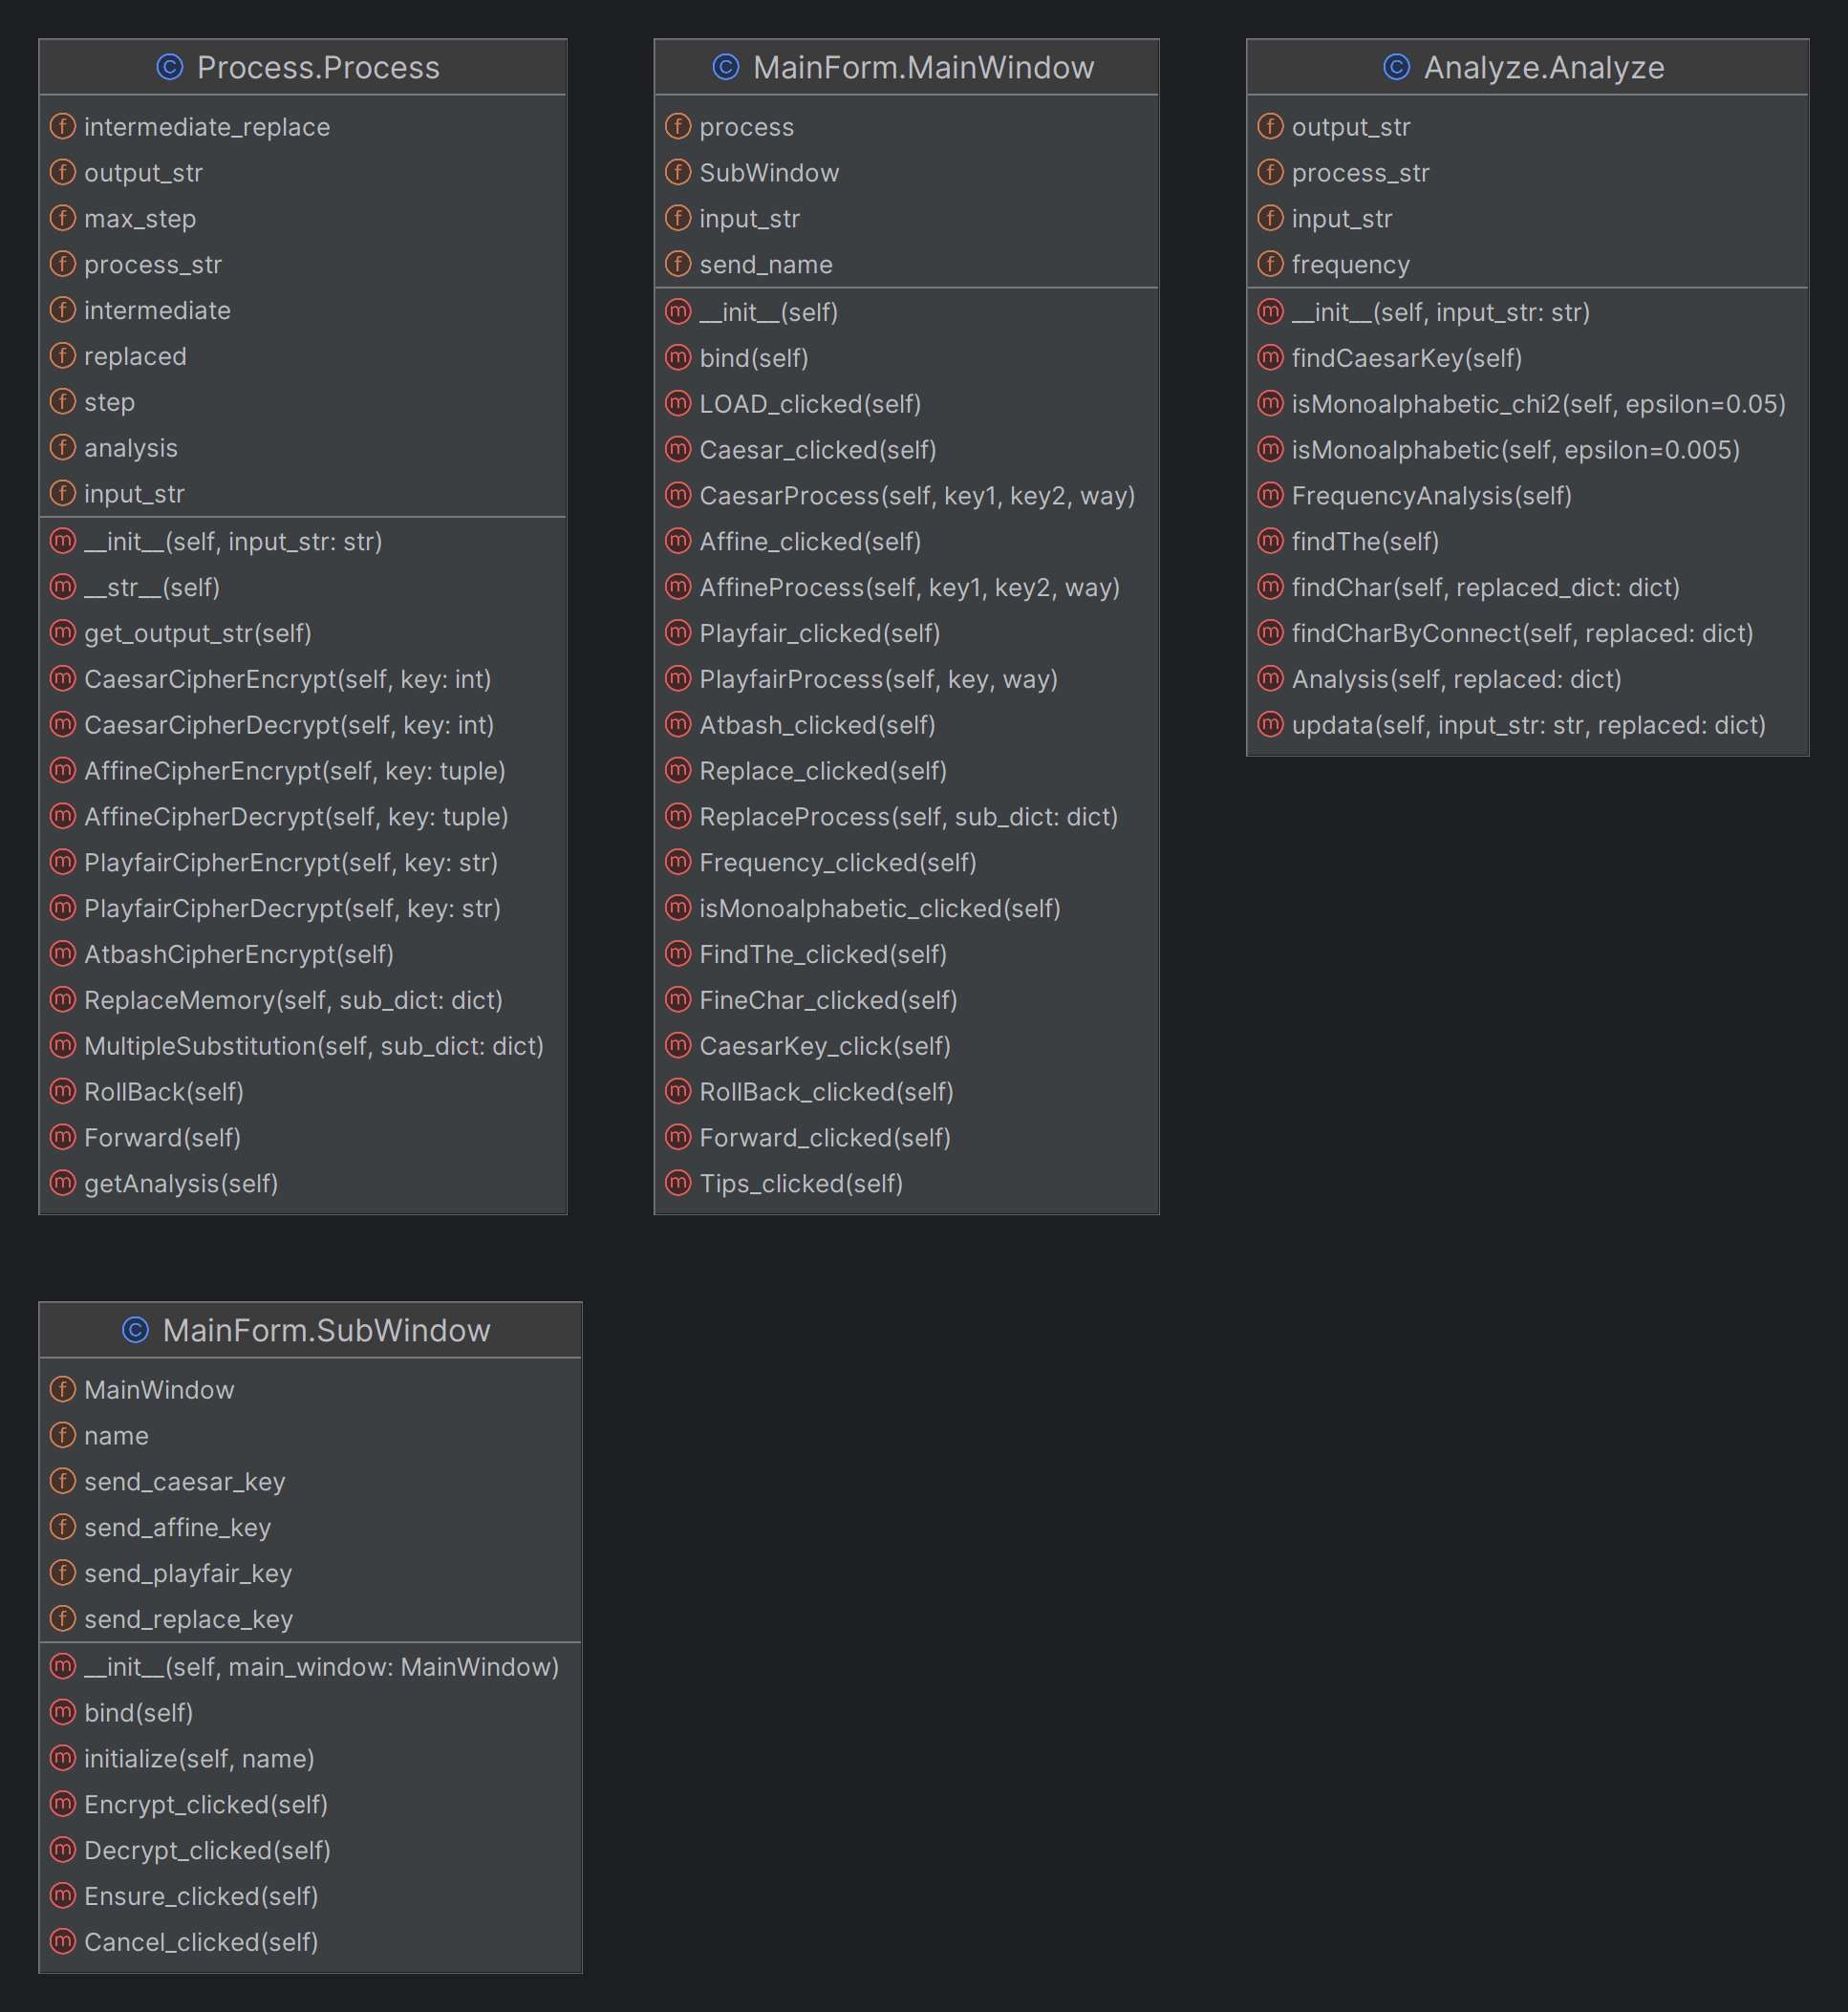 Process.Process
intermediate_replace
output_str
max_step
process_str
intermediate
replaced
step
analysis
input_str
__init__(self, input_str: str)
__str__(self)
get_output_str(self)
CaesarCipherEncrypt(self, key: int)
CaesarCipherDecrypt(self, key: int)
AffineCipherEncrypt(self, key: tuple)
AffineCipherDecrypt(self, key: tuple)
PlayfairCipherEncrypt(self, key: str)
PlayfairCipherDecrypt(self, key: str)
AtbashCipherEncrypt(self)
ReplaceMemory(self, sub_dict: dict)
MultipleSubstitution(self, sub_dict: dict)
RollBack(self)
Forward(self)
getAnalysis(self)
MainForm.MainWindow
process
SubWindow
input_str
send_name
__init__(self)
bind(self)
LOAD_clicked(self)
Caesar_clicked(self)
CaesarProcess(self, key1, key2, way)
Affine_clicked(self)
AffineProcess(self, key1, key2, way)
Playfair_clicked(self)
PlayfairProcess(self, key, way)
Atbash_clicked(self)
Replace_clicked(self)
ReplaceProcess(self, sub_dict: dict)
Frequency_clicked(self)
isMonoalphabetic_clicked(self)
FindThe_clicked(self)
FineChar_clicked(self)
CaesarKey_click(self)
RollBack_clicked(self)
Forward_clicked(self)
Tips_clicked(self)
Analyze.Analyze
output_str
process_str
input_str
frequency
__init__(self, input_str: str)
findCaesarKey(self)
isMonoalphabetic_chi2(self, epsilon=0.05)
isMonoalphabetic(self, epsilon=0.005)
FrequencyAnalysis(self)
findThe(self)
findChar(self, replaced_dict: dict)
findCharByConnect(self, replaced: dict)
Analysis(self, replaced: dict)
updata(self, input_str: str, replaced: dict)
MainForm.SubWindow
MainWindow
name
send_caesar_key
send_affine_key
send_playfair_key
send_replace_key
__init__(self, main_window: MainWindow)
bind(self)
initialize(self, name)
Encrypt_clicked(self)
Decrypt_clicked(self)
Ensure_clicked(self)
Cancel_clicked(self)